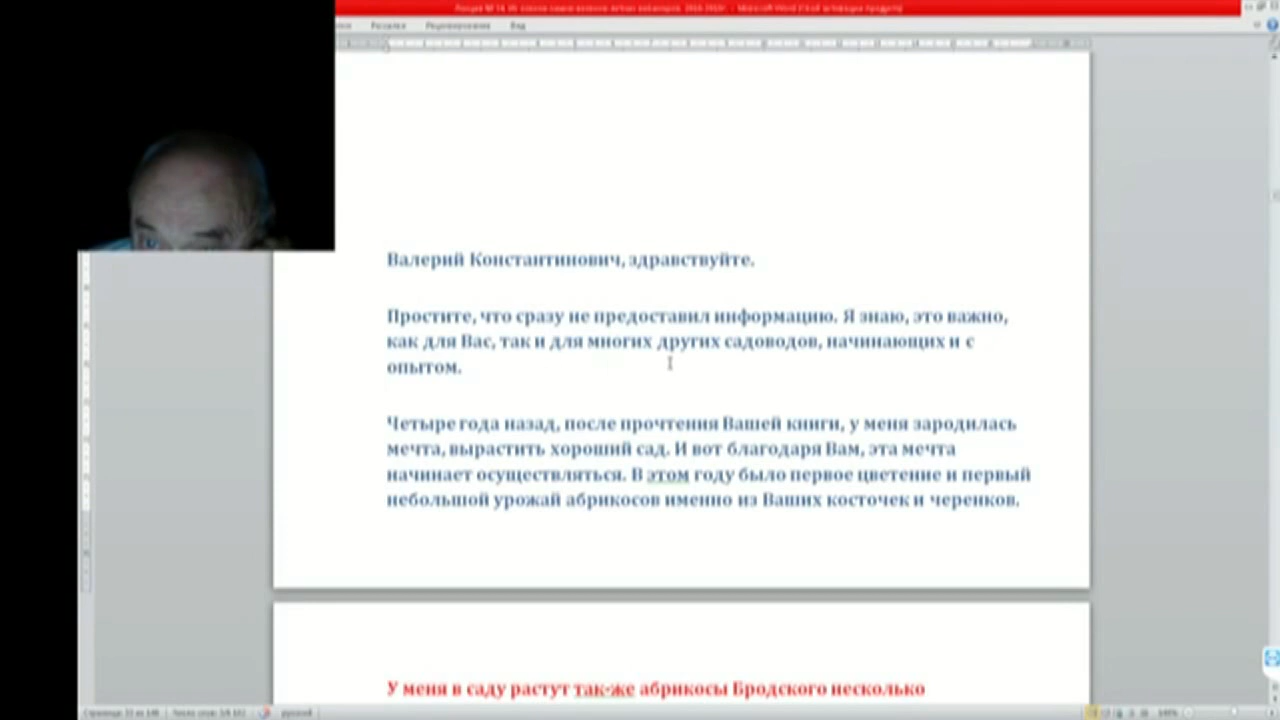 Рецензирование Вид
Валерий Константинович, здравствуйте.
Простите, что сразу не предоставил информацию. Я знаю, это важно,
как для Вас, так и для многих других садоводов, начинающих и с
опытом.
Четыре года назад, после прочтения Вашей книги, у меня зародилась
мечта, вырастить хороший сад. И вот благодаря Вам, эта мечта
начинает осуществляться. В этом году было первое цветение и первый
небольшой урожай абрикосов именно из Ваших косточек и черенков.
У меня в саду растут так-же абрикосы Бродского несколько
русский